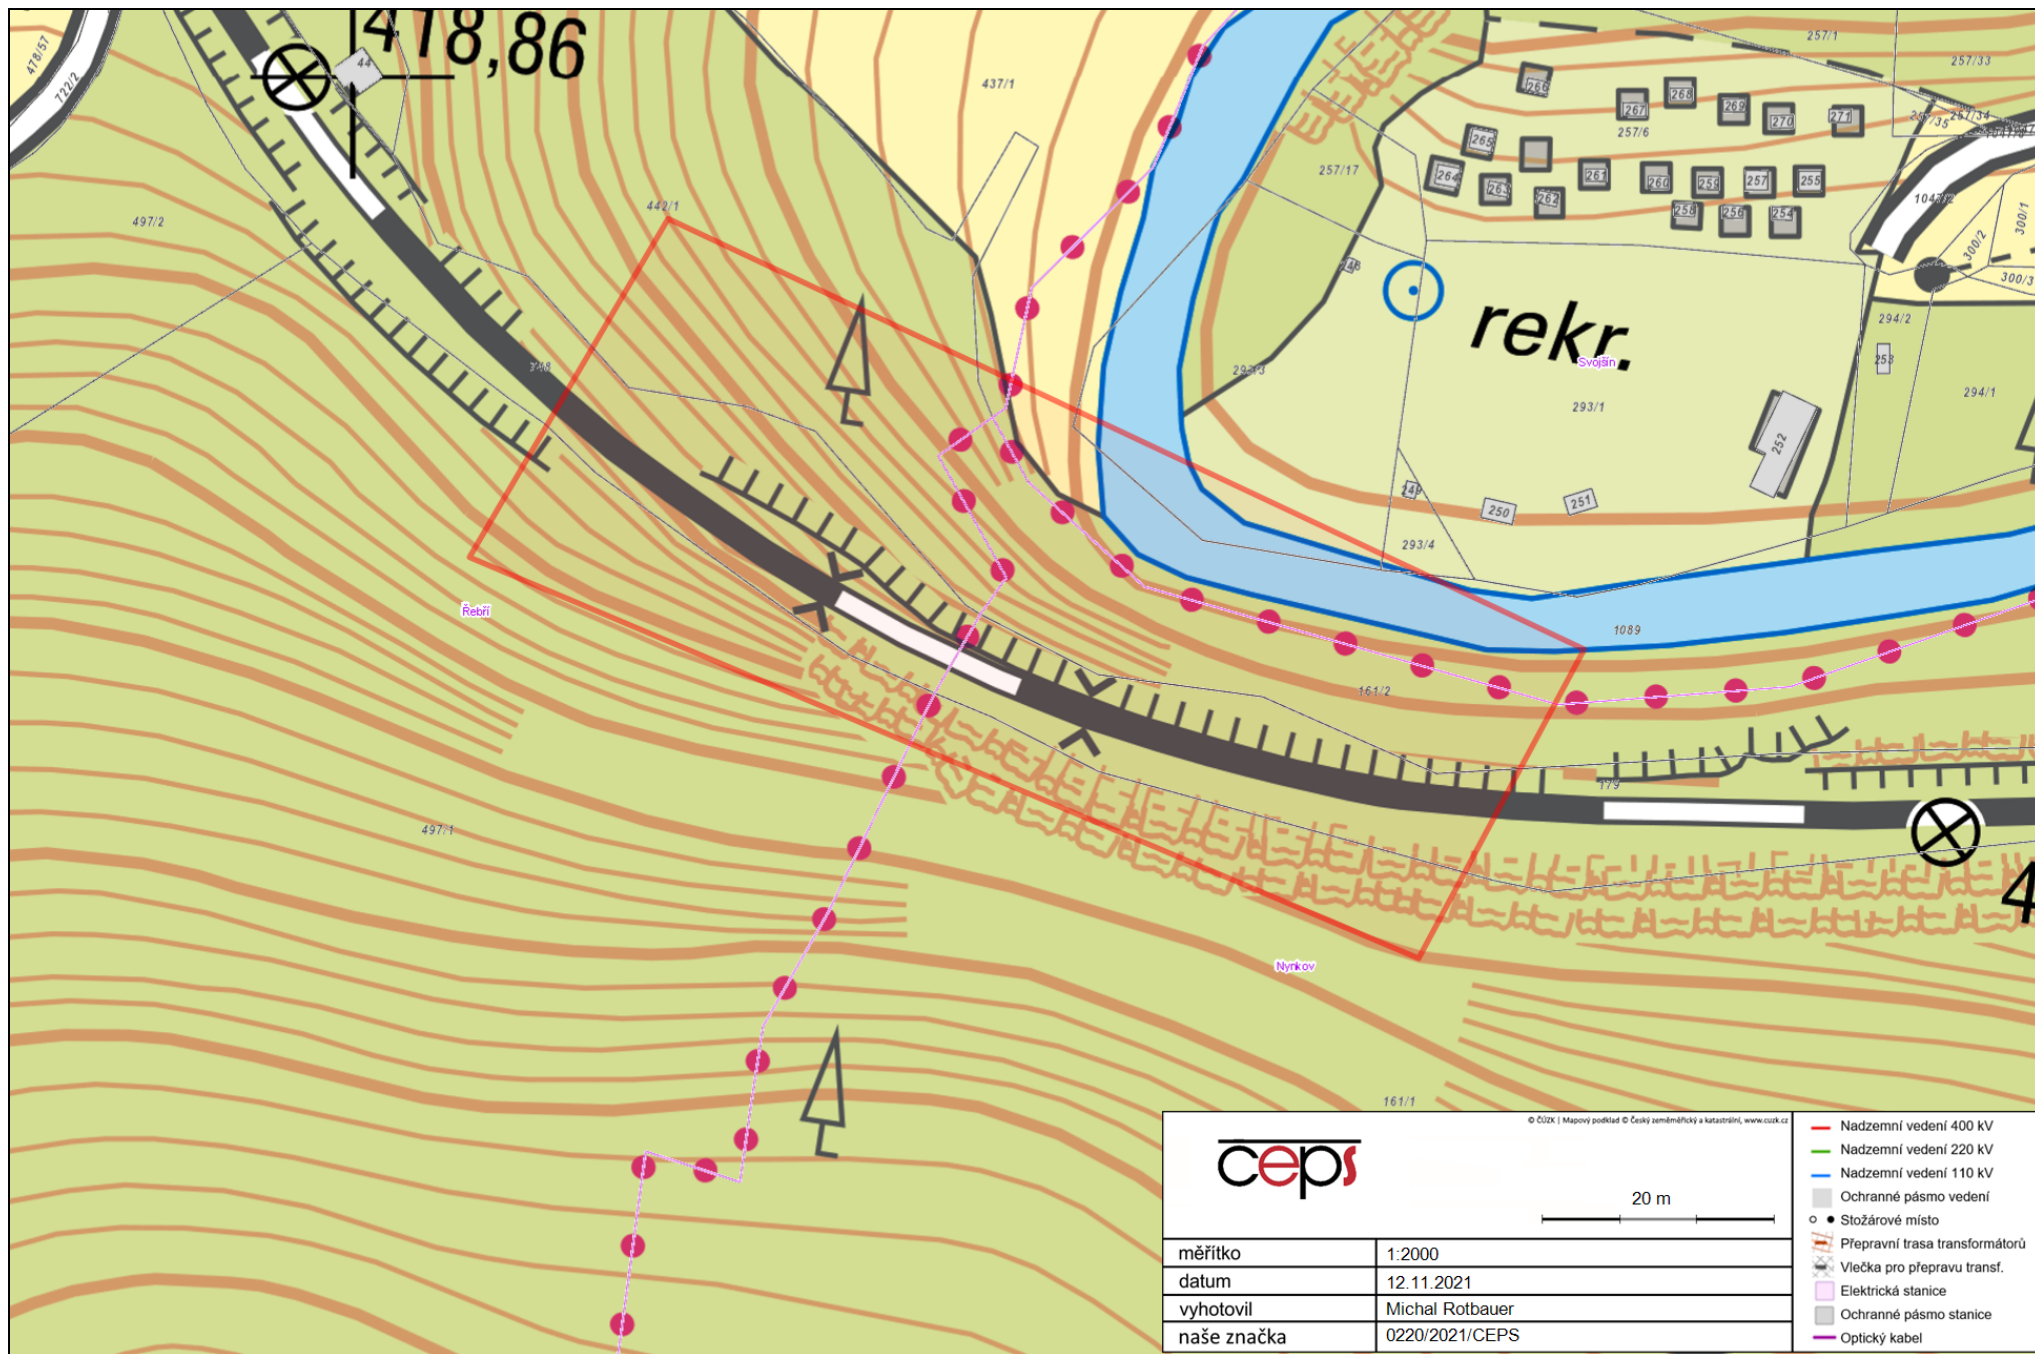 418,86
44
478/57
722/2
437/1
442/1
497/2
257/1
257/33
257/34
257/35
266
267
268
269
270
271
257/6
265
264
263
262
261
260
259
257
255
258
256
254
257/17
1047/2
300/1
300/2
300/3
294/2
253
294/1
rekr.
Svojšín
293/3
293/1
252
249
250
251
293/4
Řebří
1089
161/2
179
497/1
Nynkov
161/1
4
© ČÚZK | Mapový podklad © Český zeměměřický a katastrální, www.cuzk.cz
ceps
20 m
měřítko 1:2000
datum 12.11.2021
vyhotovil Michal Rotbauer
naše značka 0220/2021/CEPS
Nadzemní vedení 400 kV
Nadzemní vedení 220 kV
Nadzemní vedení 110 kV
Ochranné pásmo vedení
Stožárové místo
Přepravní trasa transformátorů
Vlečka pro přepravu transf.
Elektrická stanice
Ochranné pásmo stanice
Optický kabel